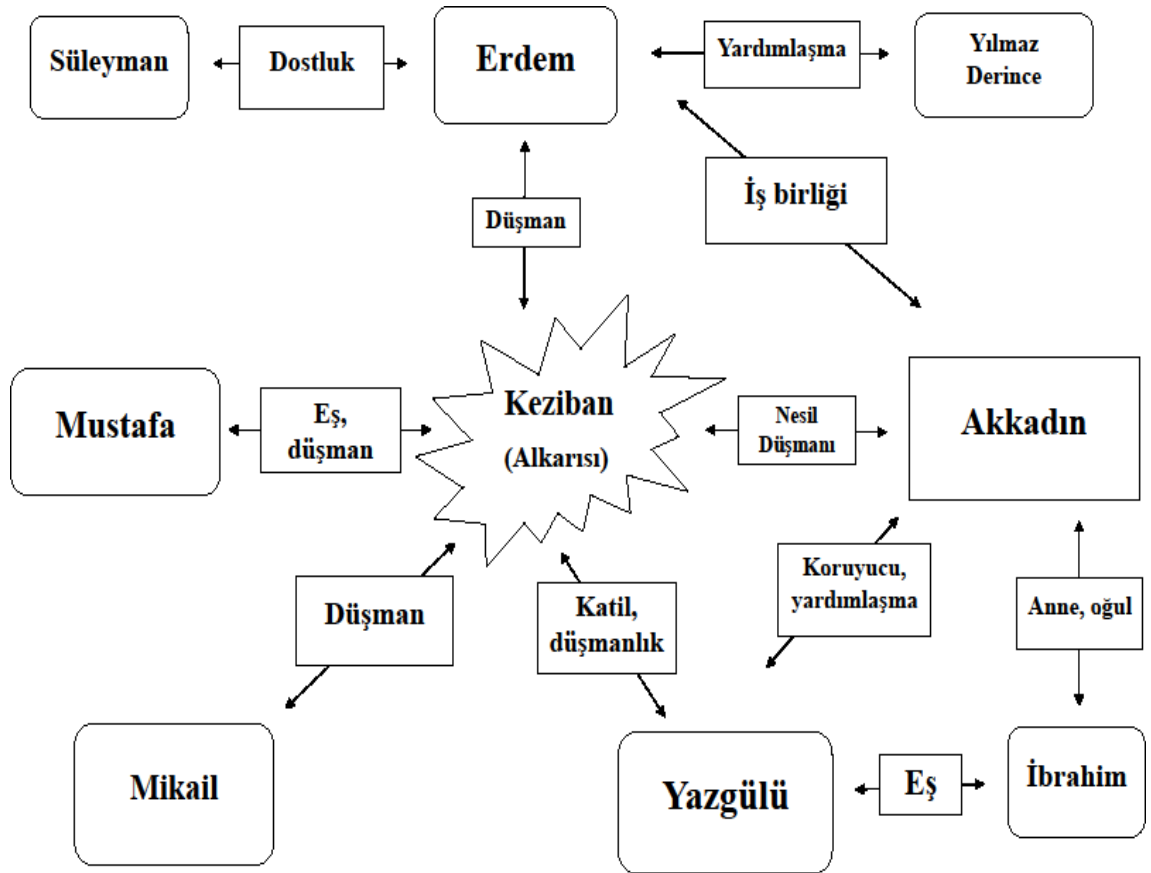 Süleyman
Dostluk
Erdem
Yardımlaşma
Yılmaz
Derince
İş birliği
Düşman
Mustafa
Eş,
düşman
Keziban
(Alkarısı)
Nesil
Düşmanı
Akkadın
Düşman
Katil,
düşmanlık
Koruyucu,
yardımlaşma
Anne, oğul
Mikail
Yazgülü
Eş
İbrahim